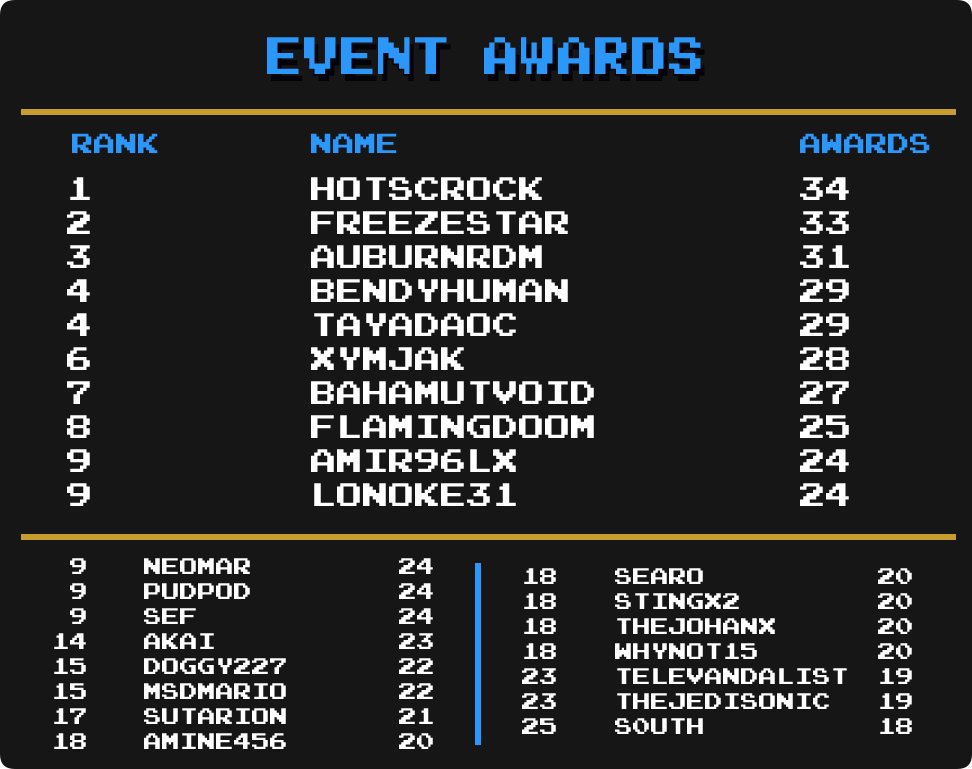 EVENT AWARDS
RANK NAME AWARDS
1 HOTSCROCK 34
2 FREEZESTAR 33
3 AUBURNRDM 31
4 BENDYHUMAN 29
4 TAYADAOC 29
6 XYMJAK 28
7 BAHAMUTVOID 27
8 FLAMINGDOOM 25
9 AMIR96LX 24
9 LONOKE31 24
9 NEOMAR 24
9 PUDPOD 24
9 SEF 24
14 AKAI 23
15 DOGGY227 22
15 MSDMARIO 22
17 SUTARION 21
18 AMINE456 20
18 SEARO 20
18 STINGX2 20
18 THEJOHANX 20
18 WHYNOT15 20
23 TELEVANDALIST 19
23 THEJEDISONIC 19
25 SOUTH 18